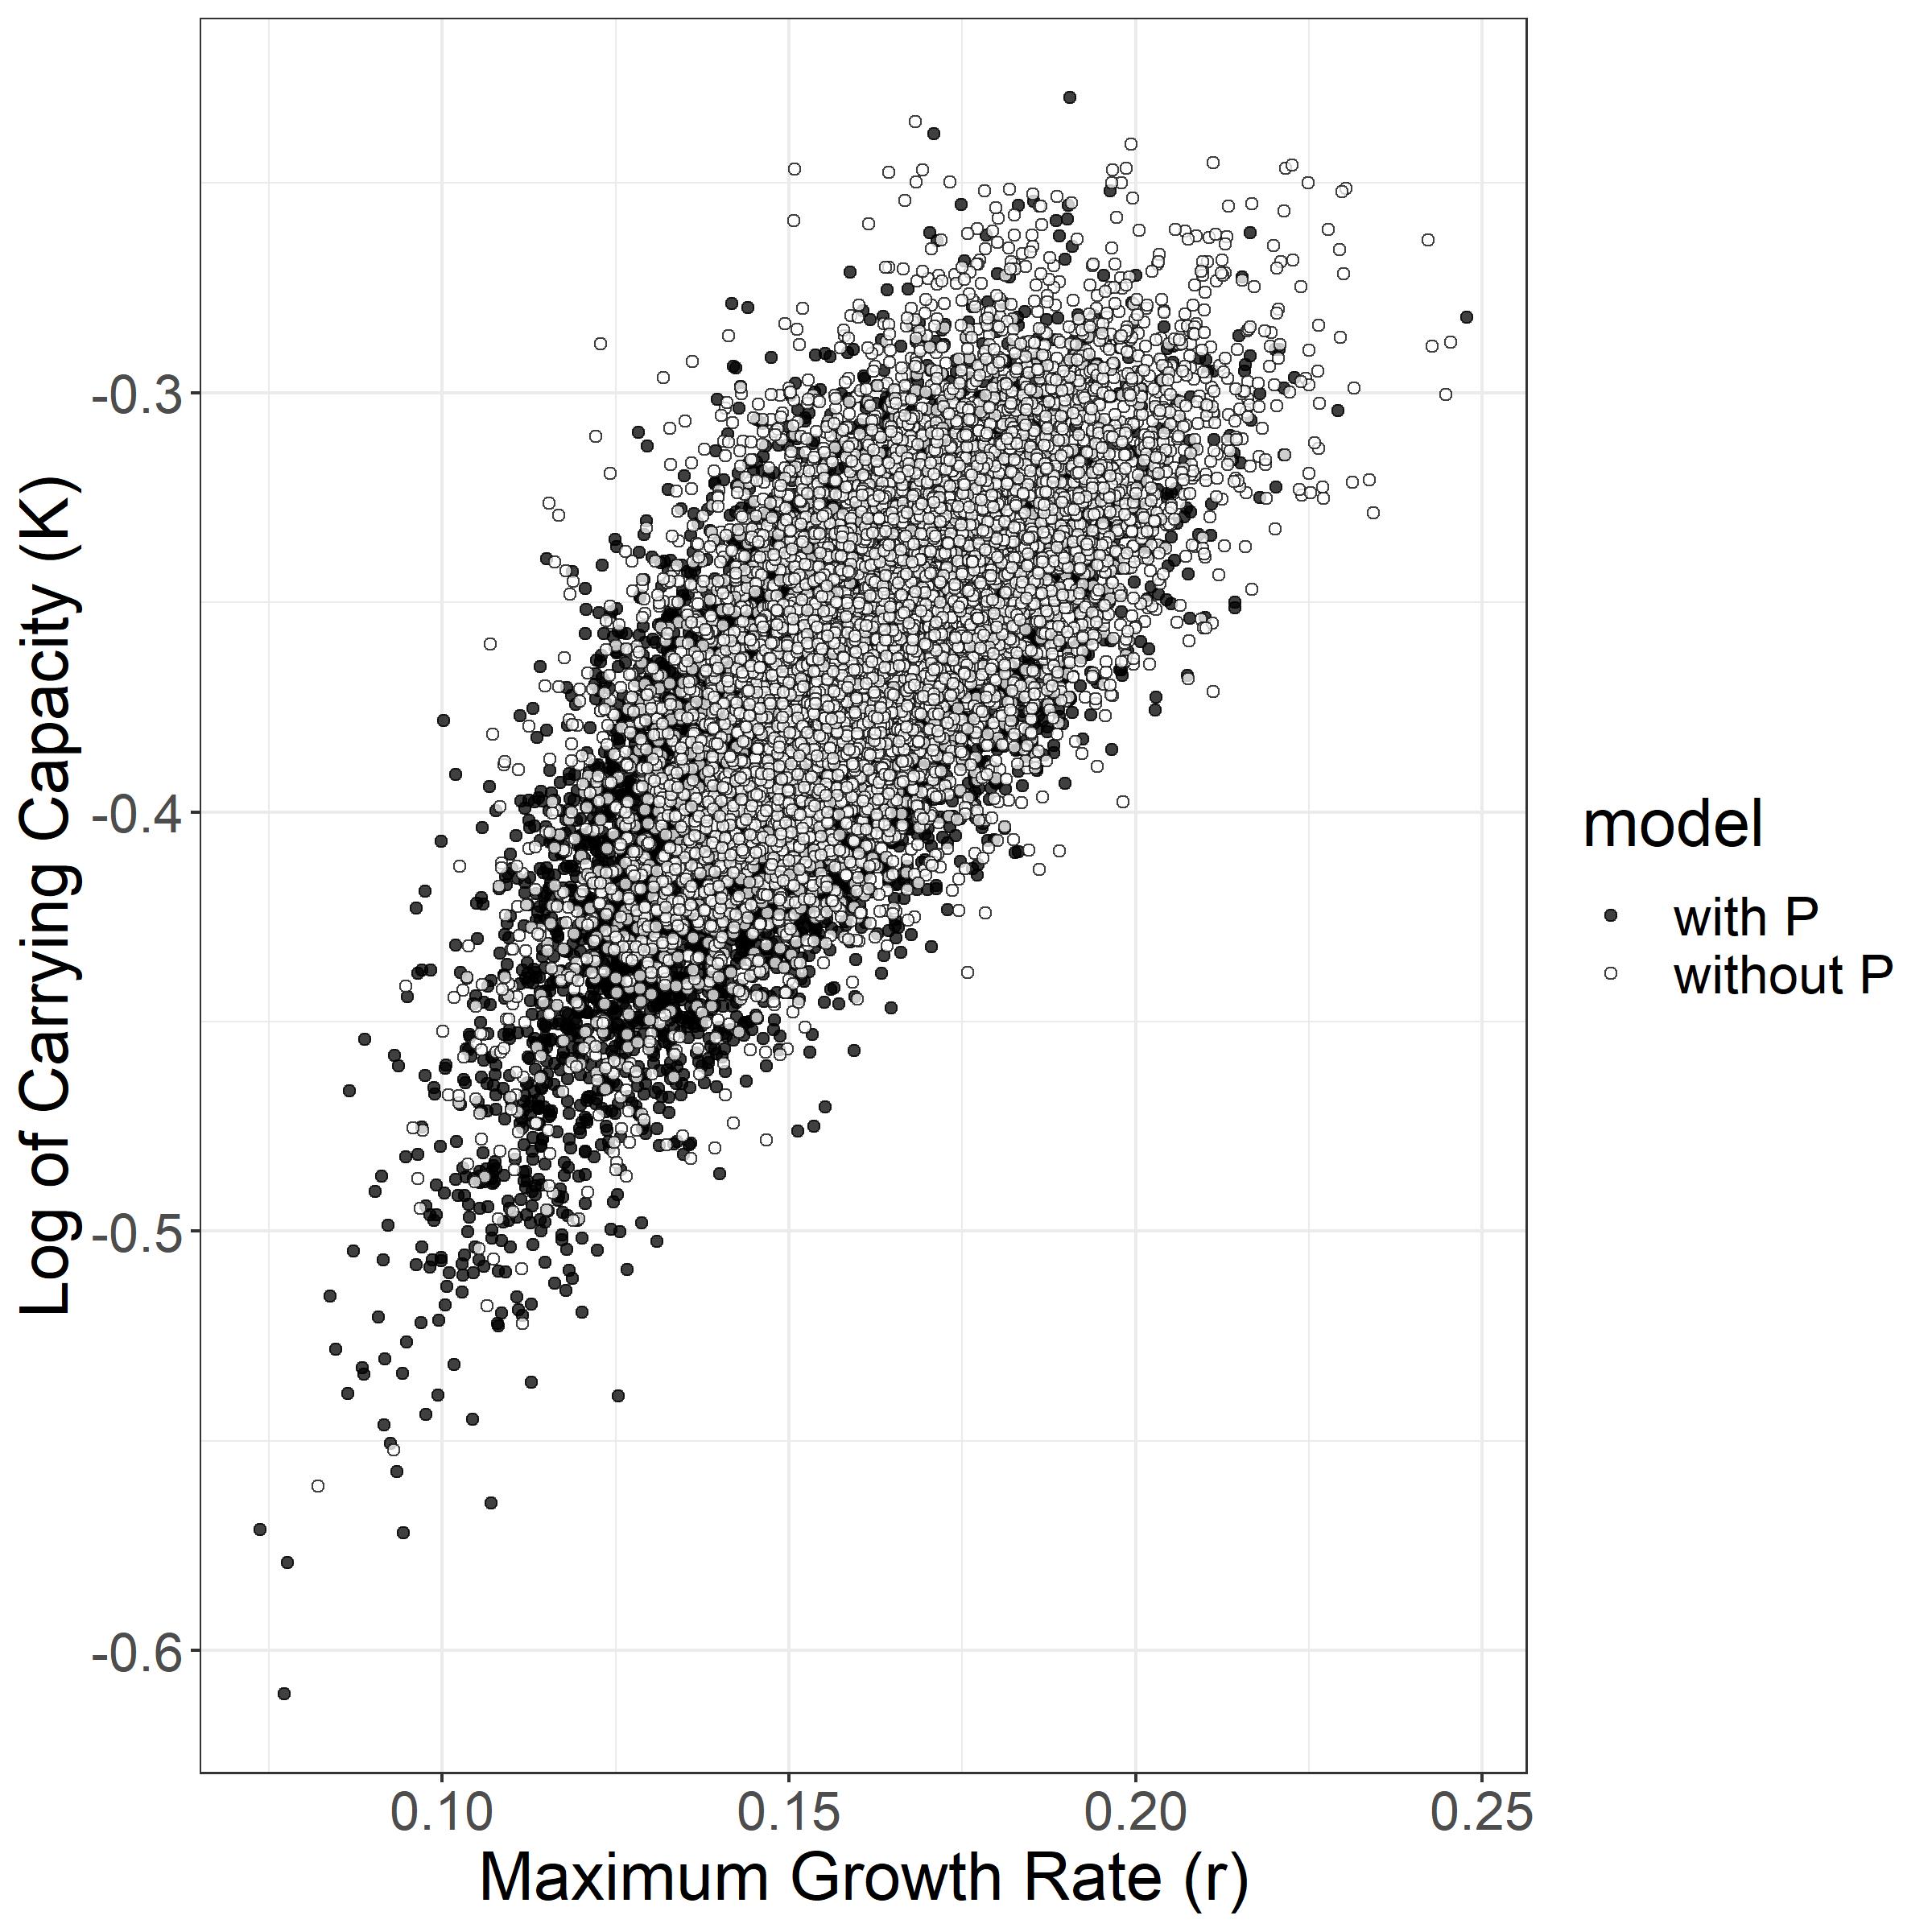 Log of Carrying Capacity (K)
-0.3
-0.4
-0.5
-0.6
0.10 0.15 0.20 0.25
Maximum Growth Rate (r)
model
with P
without P